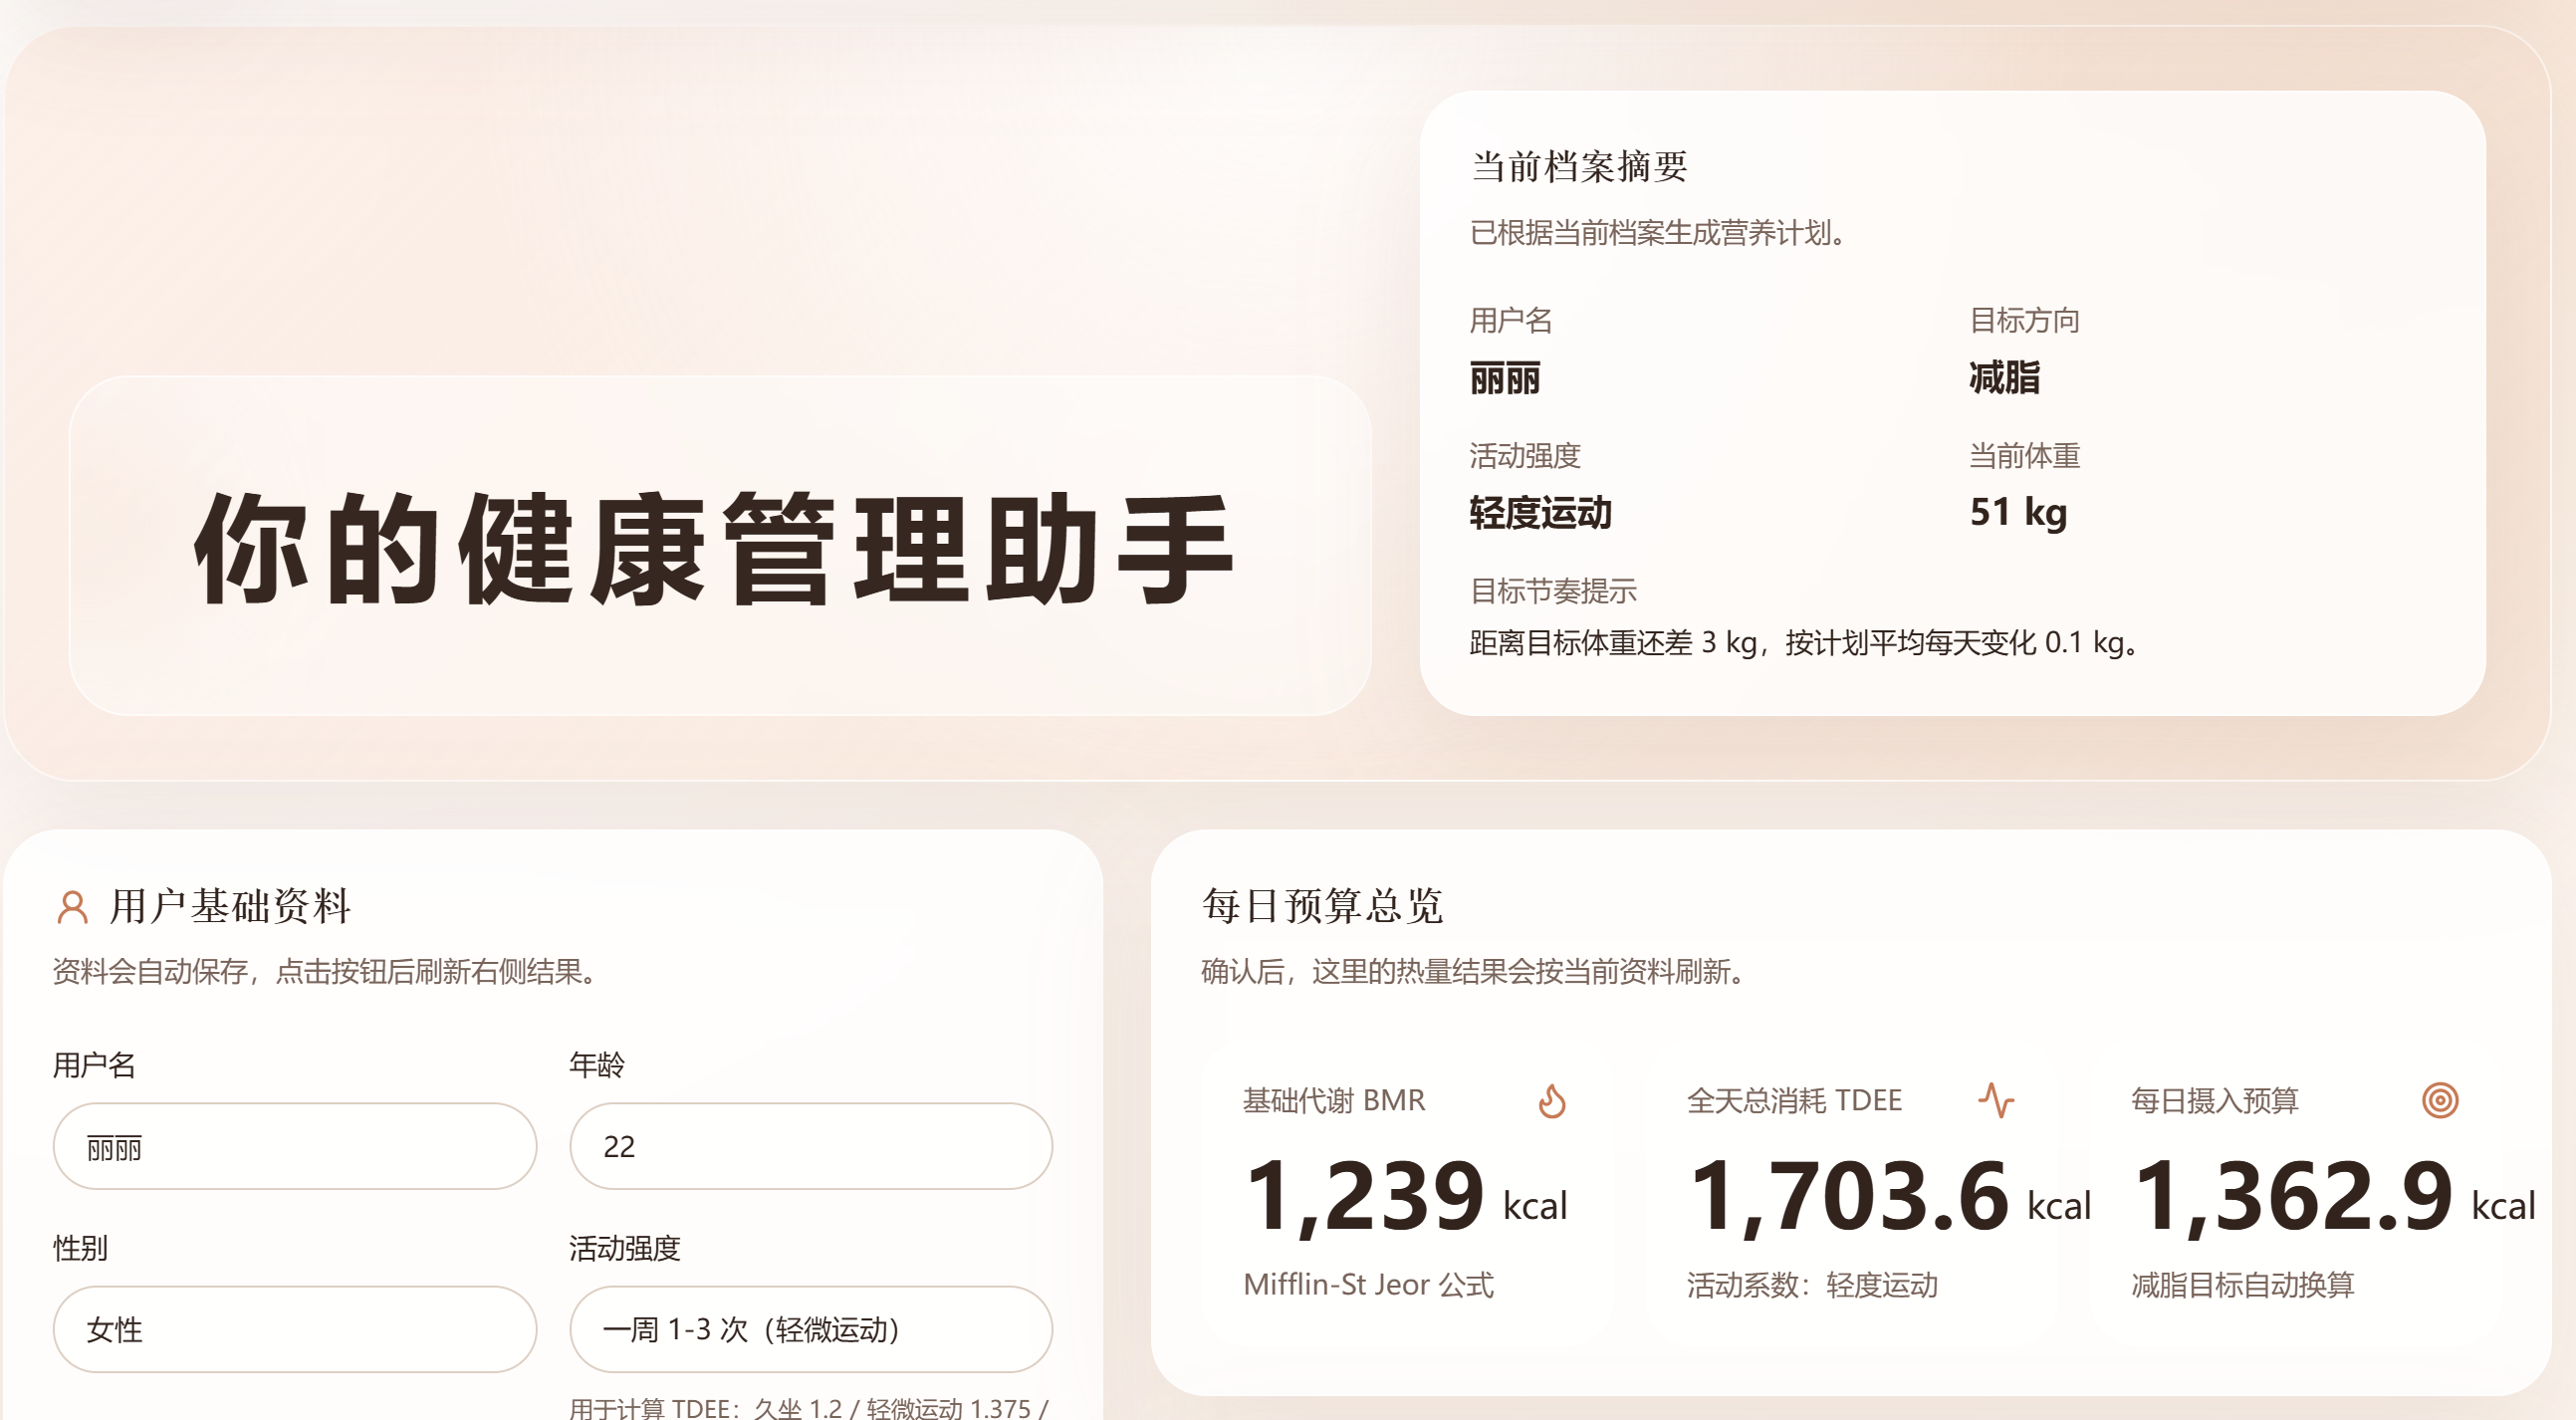 你的健康管理助手
当前档案摘要
已根据当前档案生成营养计划。
用户名
丽丽
目标方向
减脂
活动强度
轻度运动
当前体重
51 kg
目标节奏提示
距离目标体重还差 3 kg，按计划平均每天变化 0.1 kg。
用户基础资料
资料会自动保存，点击按钮后刷新右侧结果。
用户名
丽丽
年龄
22
性别
女性
活动强度
一周 1-3 次（轻微运动）
用于计算 TDEE：久坐 1.2 / 轻微运动 1.375 /
每日预算总览
确认后，这里的热量结果会按当前资料刷新。
基础代谢 BMR
1,239 kcal
Mifflin-St Jeor 公式
全天总消耗 TDEE
1,703.6 kcal
活动系数：轻度运动
每日摄入预算
1,362.9 kcal
减脂目标自动换算